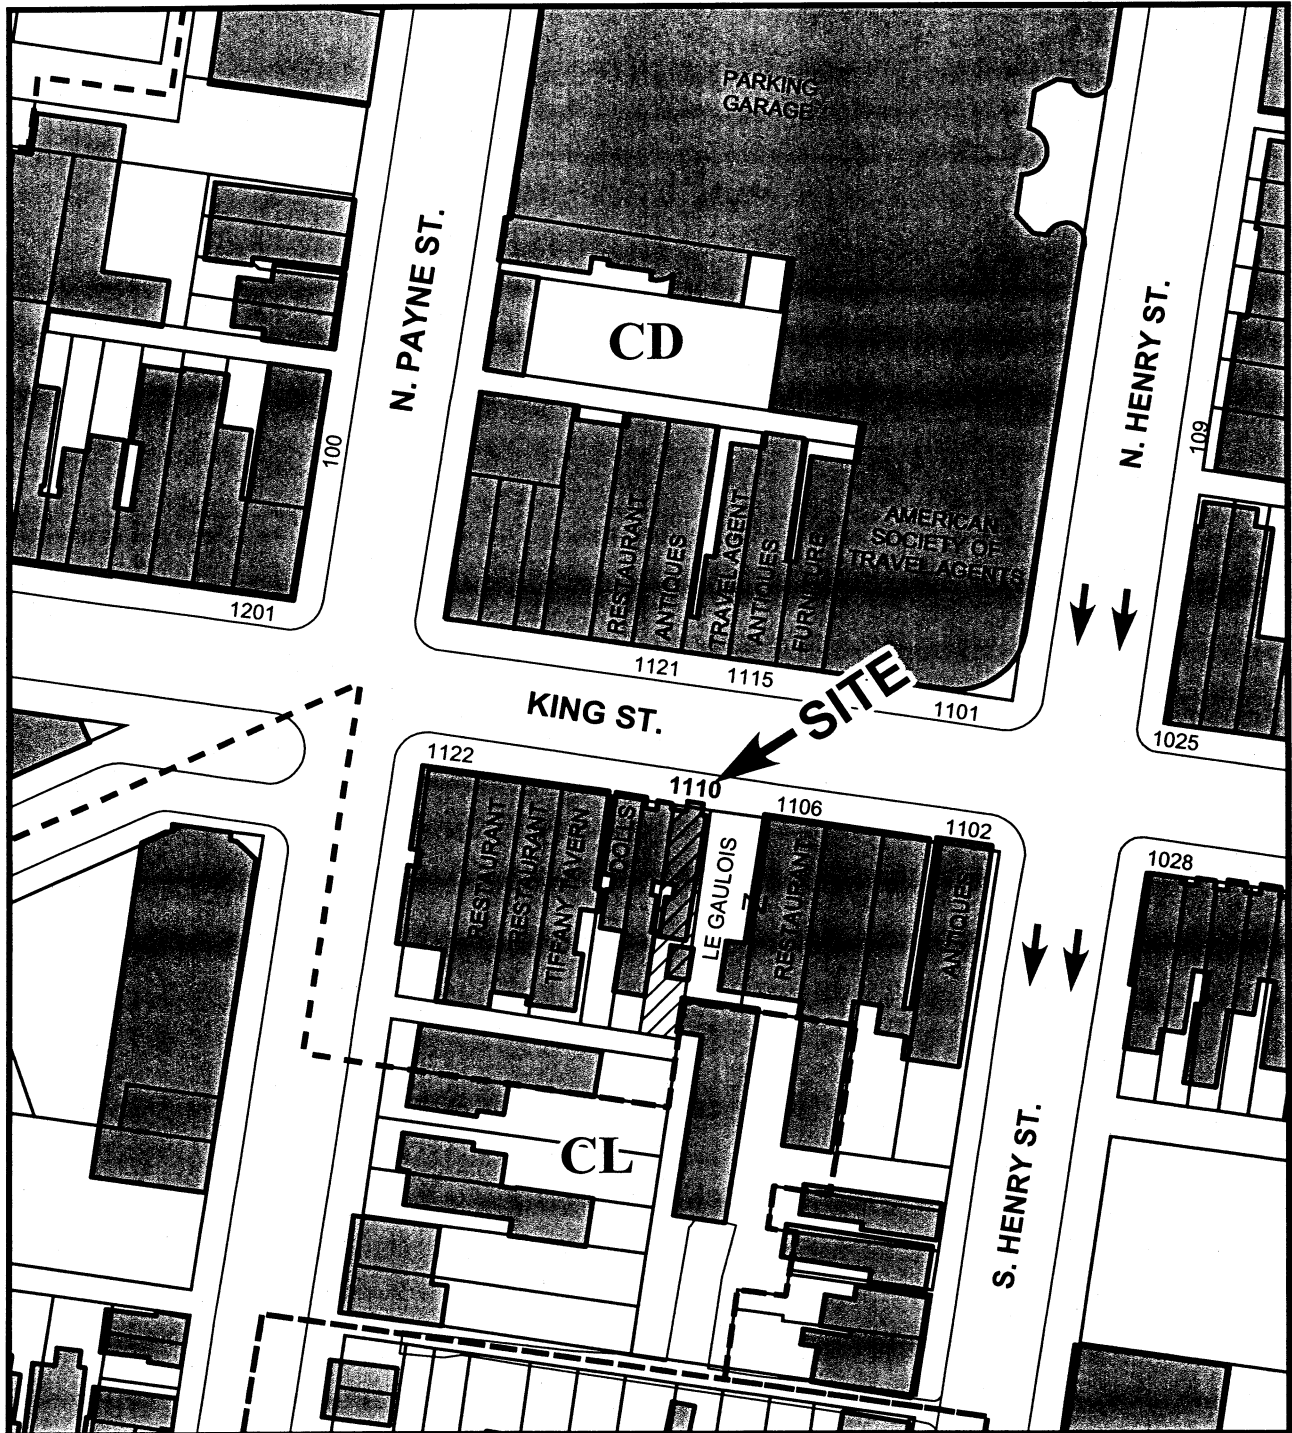 PARKING
GARAGE
N. PAYNE ST.
N. HENRY ST.
CD
100
109
RESTAURANT
ANTIQUES
TRAVEL AGENT
ANTIQUES
FURNITURE
AMERICAN
SOCIETY OF
TRAVEL AGENTS
1201
1121
1115
1101
SITE
KING ST.
1025
1122
1110
1106
1102
1028
RESTAURANT
RESTOURANT
TIFFANY TAVERN
DOLLS
LE GAULOIS
RESTAURANT
ANTIQUES
CL
S. HENRY ST.